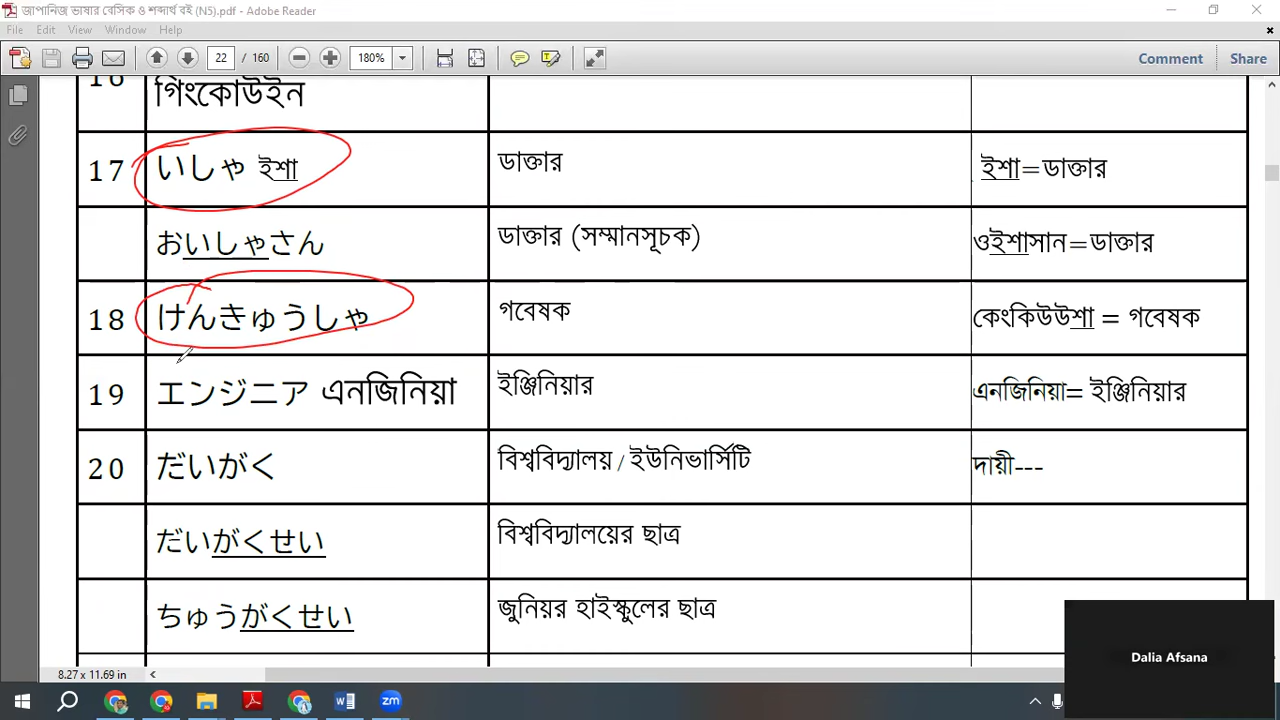 জাপানিজ ভাষার বেসিক ও শব্দার্থ বই (N5).pdf - Adobe Reader
File Edit View Window Help
22 / 160 180% Comment Share
গিংকোউইন
17 いしゃ ইশা ডাক্তার ইশা=ডাক্তার
おいしゃさん ডাক্তার (সম্মানসূচক) ওইশাসান=ডাক্তার
18 けんきゅうしゃ গবেষক কেংকিউউশা = গবেষক
19 エンジニア এনজিনিয়া ইঞ্জিনিয়ার এনজিনিয়া= ইঞ্জিনিয়ার
20 だいがく বিশ্ববিদ্যালয় / ইউনিভার্সিটি দায়ী---
だいがくせい বিশ্ববিদ্যালয়ের ছাত্র
ちゅうがくせい জুনিয়র হাইস্কুলের ছাত্র
Dalia Afsana
8.27 x 11.69 in